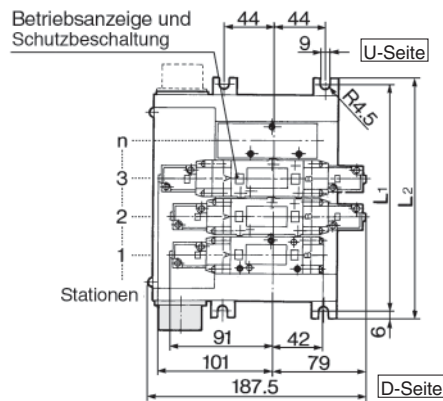 Betriebsanzeige und
Schutzbeschaltung
44 44
9
U-Seite
R4.5
n
3
2
1
Stationen
L1
L2
6
91 42
101 79
187.5
D-Seite